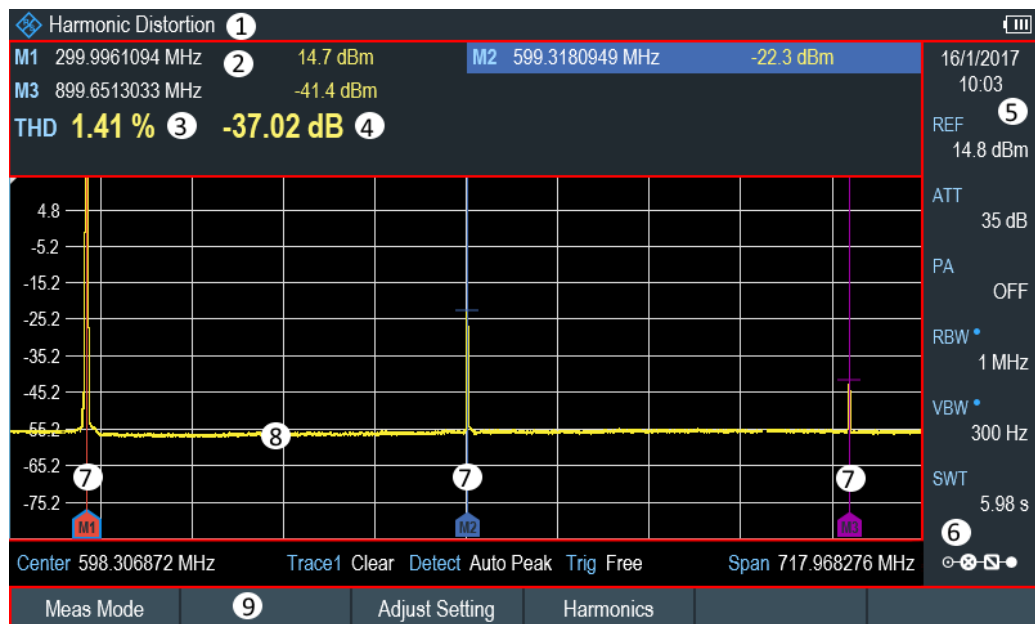 Harmonic Distortion 1
M1 299.9961094 MHz 2 14.7 dBm M2 599.3180949 MHz -22.3 dBm
M3 899.6513033 MHz -41.4 dBm
THD 1.41 % 3 -37.02 dB 4
16/1/2017
10:03
5
REF
14.8 dBm
ATT
35 dB
PA
OFF
RBW
1 MHz
VBW
300 Hz
SWT
5.98 s
6
4.8
-5.2
-15.2
-25.2
-35.2
-45.2
-55.2
8
-65.2
7 7 7
-75.2
M1 M2 M3
Center 598.306872 MHz Trace1 Clear Detect Auto Peak Trig Free Span 717.968276 MHz
Meas Mode 9 Adjust Setting Harmonics